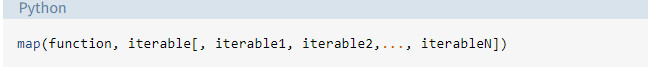 Python
map(function, iterable[, iterable1, iterable2,..., iterableN])